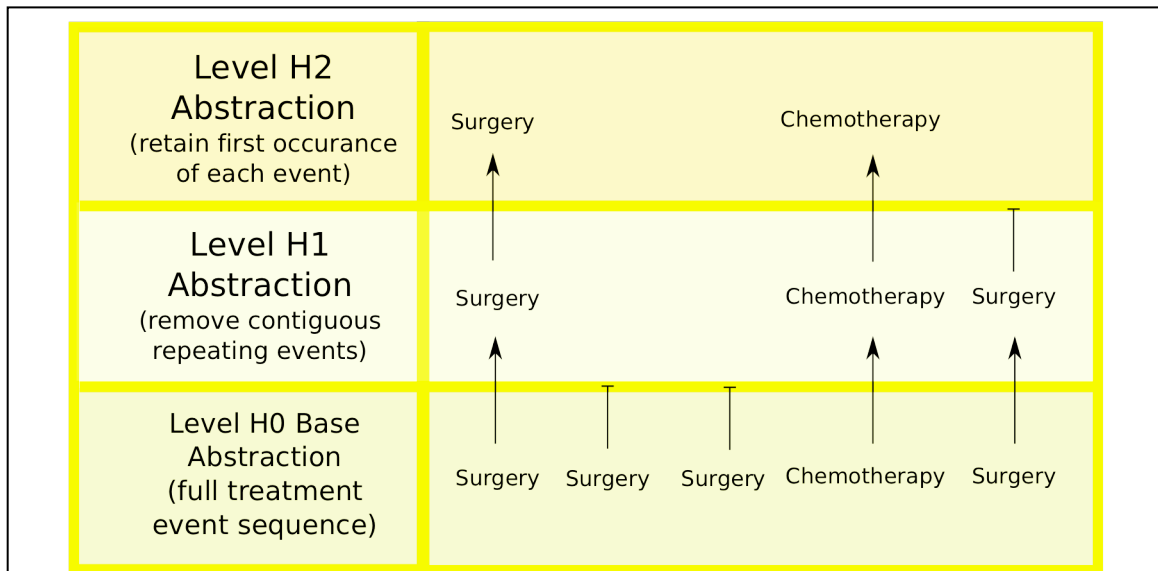 Level H2
Abstraction
(retain first occurance
of each event)
Surgery
Chemotherapy
Level H1
Abstraction
(remove contiguous
repeating events)
Surgery
Chemotherapy
Surgery
Level H0 Base
Abstraction
(full treatment
event sequence)
Surgery
Surgery
Surgery
Chemotherapy
Surgery